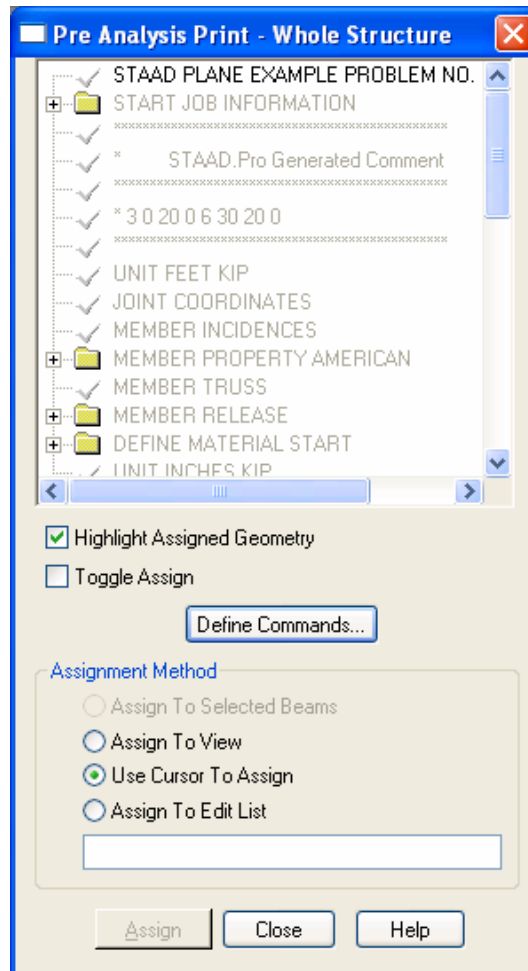 Pre Analysis Print - Whole Structure
STAAD PLANE EXAMPLE PROBLEM NO.
START JOB INFORMATION
************************************************
* STAAD.Pro Generated Comment
************************************************
* 3 0 20 0 6 30 20 0
************************************************
UNIT FEET KIP
JOINT COORDINATES
MEMBER INCIDENCES
MEMBER PROPERTY AMERICAN
MEMBER TRUSS
MEMBER RELEASE
DEFINE MATERIAL START
UNIT INCHES KIP
Highlight Assigned Geometry
Toggle Assign
Define Commands...
Assignment Method
Assign To Selected Beams
Assign To View
Use Cursor To Assign
Assign To Edit List
Assign Close Help